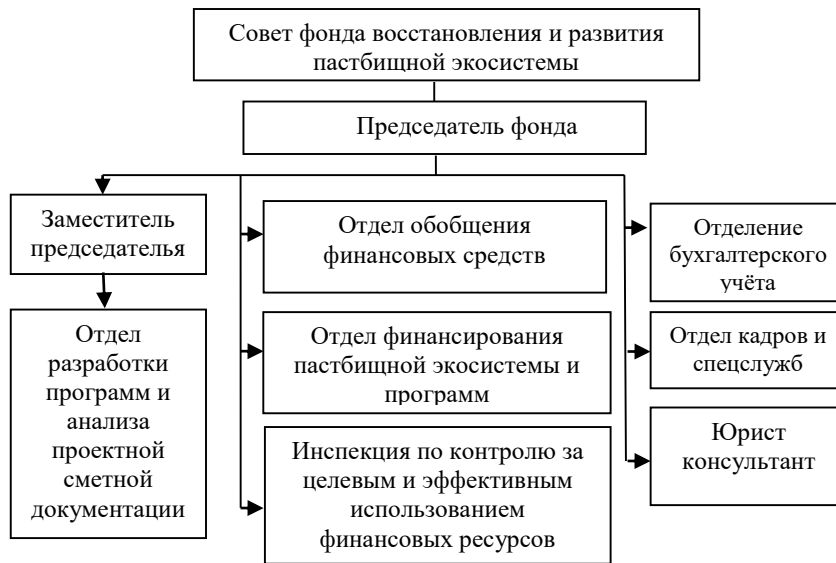 Совет фонда восстановления и развития
пастбищной экосистемы
Председатель фонда
Заместитель
председателья
Отдел
разработки
программ и
анализа
проектной
сметной
документации
Отдел обобщения
финансовых средств
Отдел финансирования
пастбищной экосистемы и
программ
Инспекция по контролю за
целевым и эффективным
использованием
финансовых ресурсов
Отделение
бухгалтерского
учёта
Отдел кадров и
спецслужб
Юрист
консультант